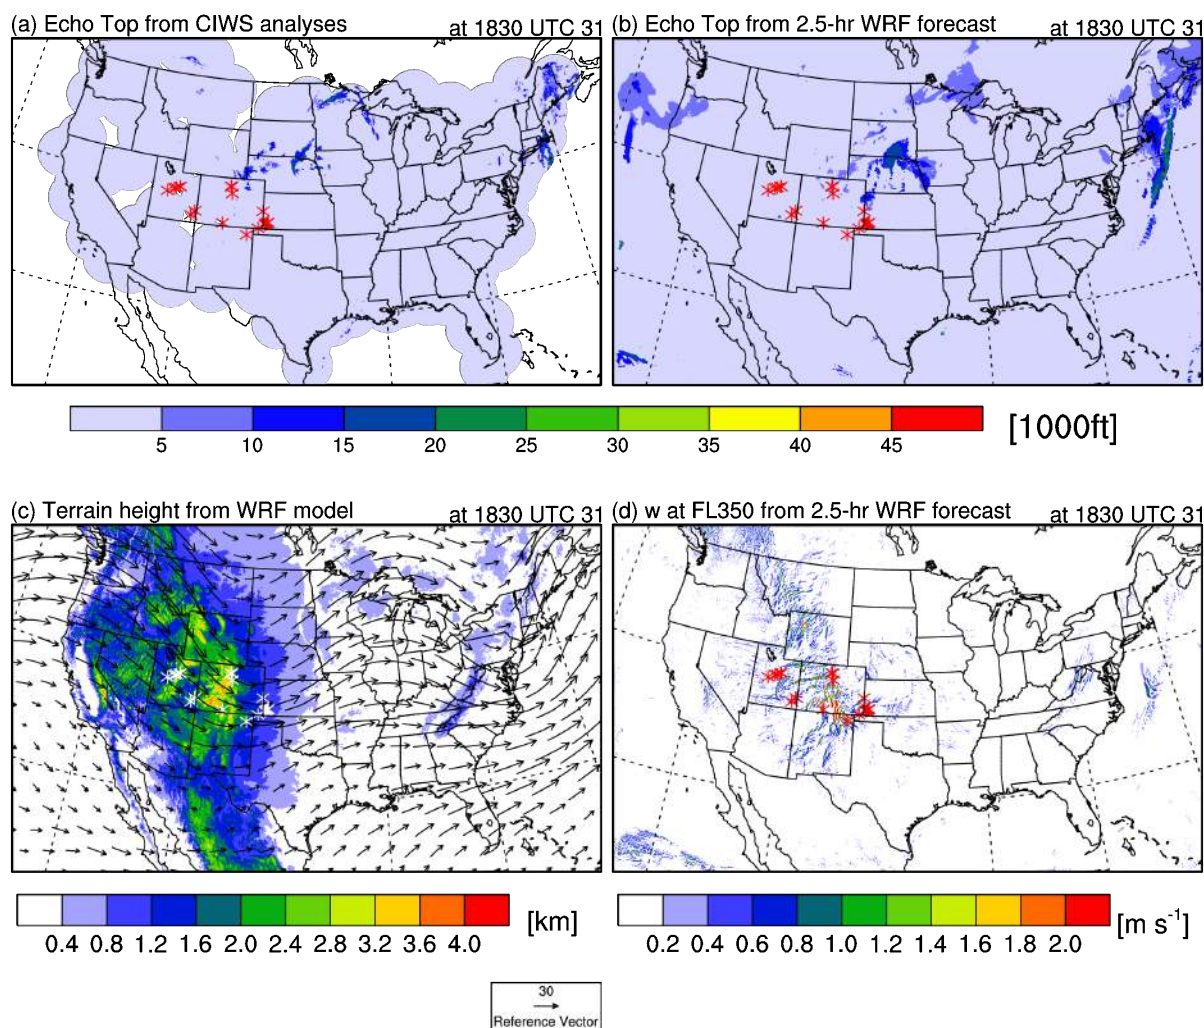 (a) Echo Top from CIWS analyses at 1830 UTC 31
(b) Echo Top from 2.5-hr WRF forecast at 1830 UTC 31
5 10 15 20 25 30 35 40 45 [1000ft]
(c) Terrain height from WRF model at 1830 UTC 31
(d) w at FL350 from 2.5-hr WRF forecast at 1830 UTC 31
0.4 0.8 1.2 1.6 2.0 2.4 2.8 3.2 3.6 4.0 [km]
0.2 0.4 0.6 0.8 1.0 1.2 1.4 1.6 1.8 2.0 [m s⁻¹]
30
Reference Vector